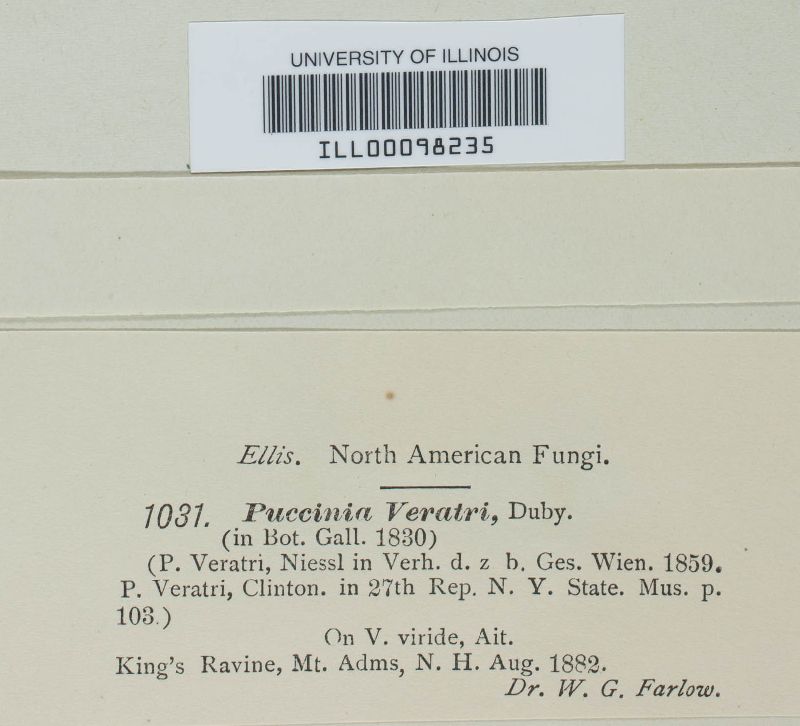 UNIVERSITY OF ILLINOIS
ILL00098235
Ellis. North American Fungi.
1031. Puccinia Veratri, Duby.
(in Bot. Gall. 1830)
(P. Veratri, Niessl in Verh. d. z b. Ges. Wien. 1859.
P. Veratri, Clinton. in 27th Rep. N. Y. State. Mus. p.
103.)
On V. viride, Ait.
King's Ravine, Mt. Adms, N. H. Aug. 1882.
Dr. W. G. Farlow.